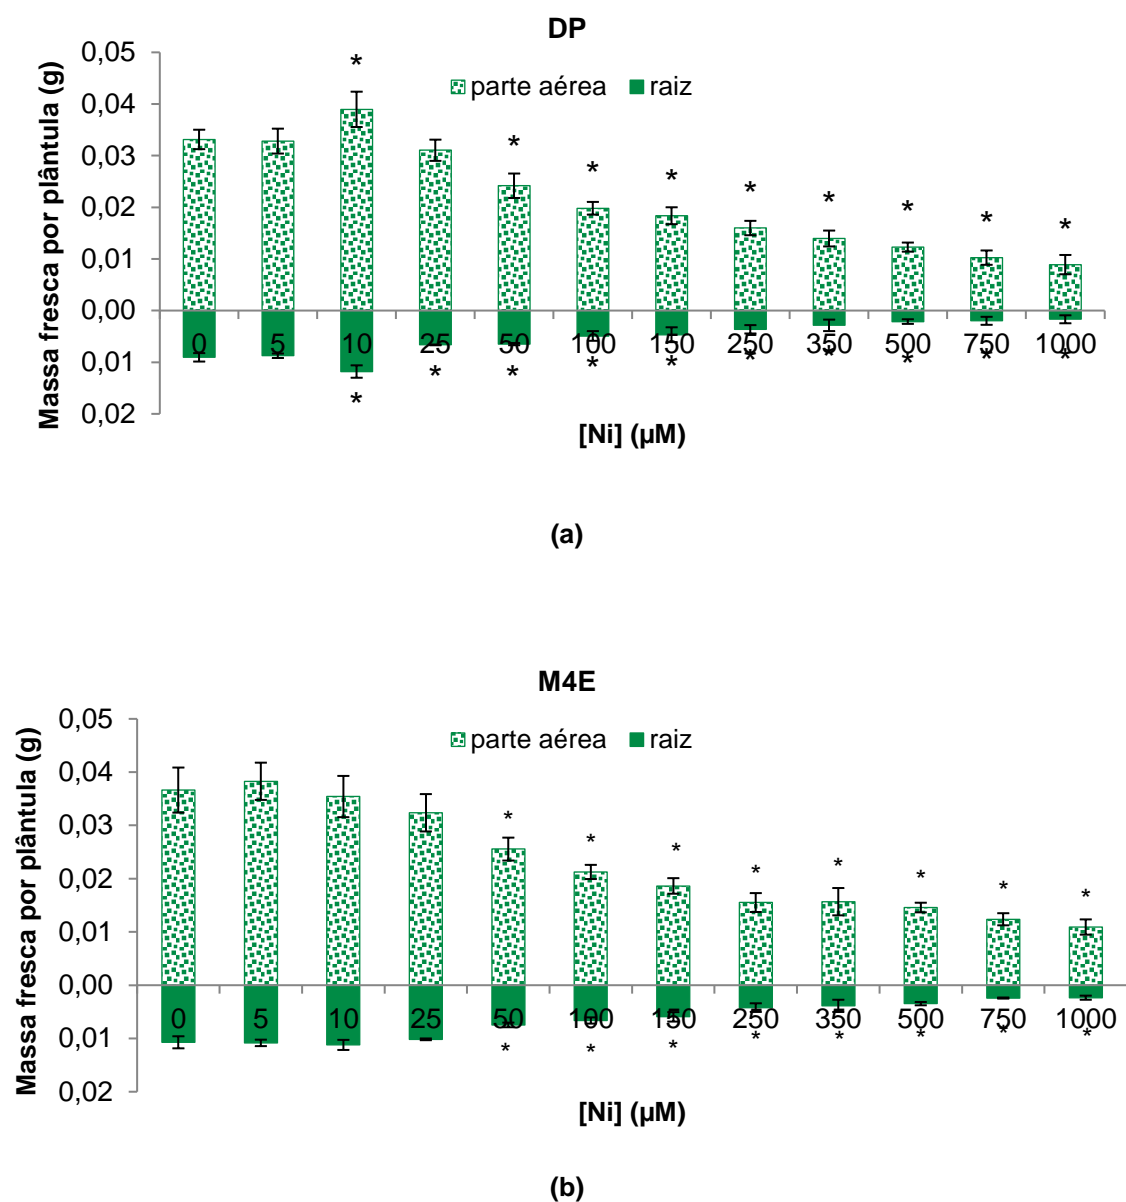 DP
Massa fresca por plântula (g)
0,05
0,04
0,03
0,02
0,01
0,00
0,01
0,02
parte aérea raiz
* * * * * * * * *
0 5 10 25 50 100 150 250 350 500 750 1000
* * * * * * * * * *
[Ni] (µM)
(a)
M4E
Massa fresca por plântula (g)
0,05
0,04
0,03
0,02
0,01
0,00
0,01
0,02
parte aérea raiz
* * * * * * * *
0 5 10 25 50 100 150 250 350 500 750 1000
* * * * * * * *
[Ni] (µM)
(b)